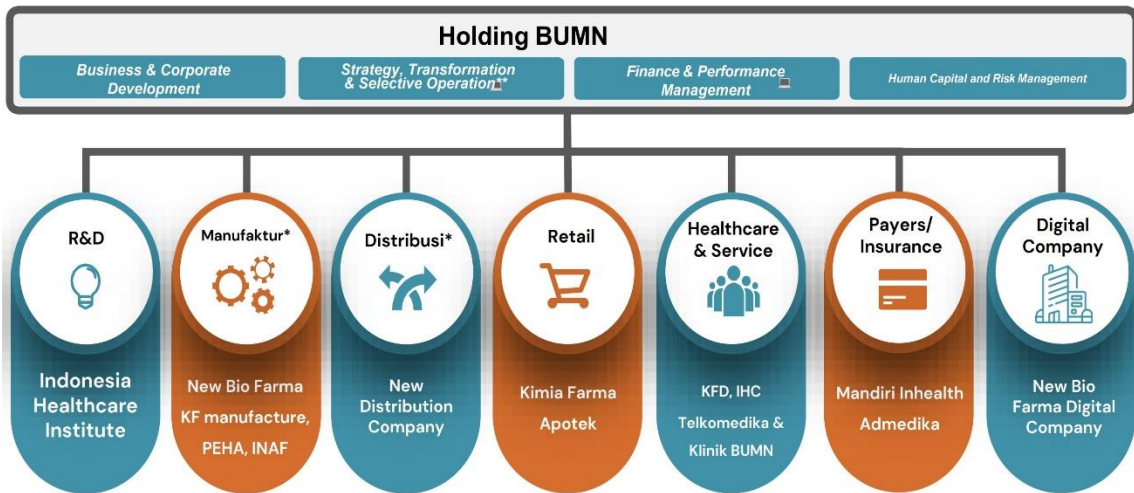 Holding BUMN
Business & Corporate
Development
Strategy, Transformation
& Selective Operation**
Finance & Performance
Management
Human Capital and Risk Management
R&D
Indonesia
Healthcare
Institute
Manufaktur*
New Bio Farma
KF manufacture,
PEHA, INAF
Distribusi*
New
Distribution
Company
Retail
Kimia Farma
Apotek
Healthcare
& Service
KFD, IHC
Telkomedika &
Klinik BUMN
Payers/
Insurance
Mandiri Inhealth
Admedika
Digital
Company
New Bio
Farma Digital
Company